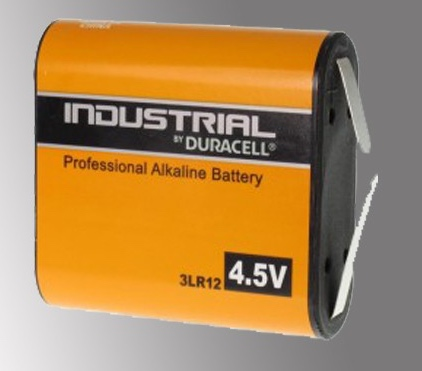 INDUSTRIAL
BY DURACELL®
Professional Alkaline Battery
3LR12 4.5V